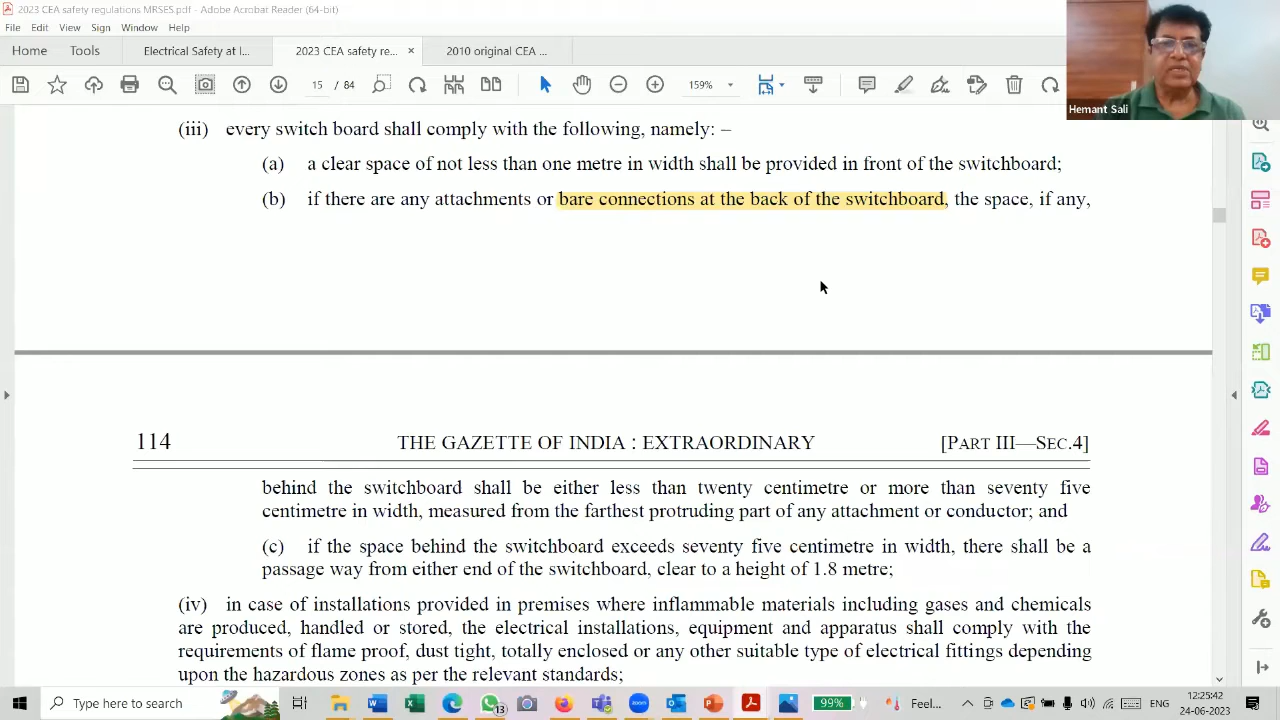 2023 CEA safety regulations MRSES.pdf - Adobe Acrobat Reader (64-bit)
File Edit View Sign Window Help
Home Tools Electrical Safety at I... 2023 CEA safety re... × 2010 original CEA ...
15 / 84 159%
Hemant Sali
(iii) every switch board shall comply with the following, namely: –
(a) a clear space of not less than one metre in width shall be provided in front of the switchboard;
(b) if there are any attachments or bare connections at the back of the switchboard, the space, if any,
114 THE GAZETTE OF INDIA : EXTRAORDINARY [PART III—SEC.4]
behind the switchboard shall be either less than twenty centimetre or more than seventy five
centimetre in width, measured from the farthest protruding part of any attachment or conductor; and
(c) if the space behind the switchboard exceeds seventy five centimetre in width, there shall be a
passage way from either end of the switchboard, clear to a height of 1.8 metre;
(iv) in case of installations provided in premises where inflammable materials including gases and chemicals
are produced, handled or stored, the electrical installations, equipment and apparatus shall comply with the
requirements of flame proof, dust tight, totally enclosed or any other suitable type of electrical fittings depending
upon the hazardous zones as per the relevant standards;
Type here to search 13 zoom 99% Feel... ENG 12:25:42
24-06-2023